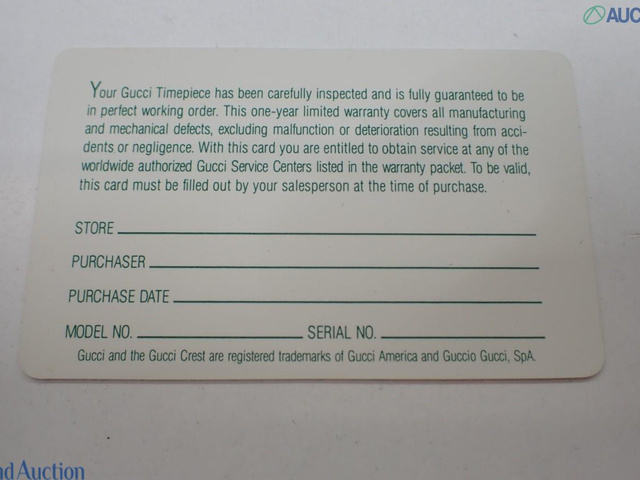 AUC
Your Gucci Timepiece has been carefully inspected and is fully guaranteed to be
in perfect working order. This one-year limited warranty covers all manufacturing
and mechanical defects, excluding malfunction or deterioration resulting from acci-
dents or negligence. With this card you are entitled to obtain service at any of the
worldwide authorized Gucci Service Centers listed in the warranty packet. To be valid,
this card must be filled out by your salesperson at the time of purchase.
STORE
PURCHASER
PURCHASE DATE
MODEL NO. SERIAL NO.
Gucci and the Gucci Crest are registered trademarks of Gucci America and Guccio Gucci, SpA.
nd Auction